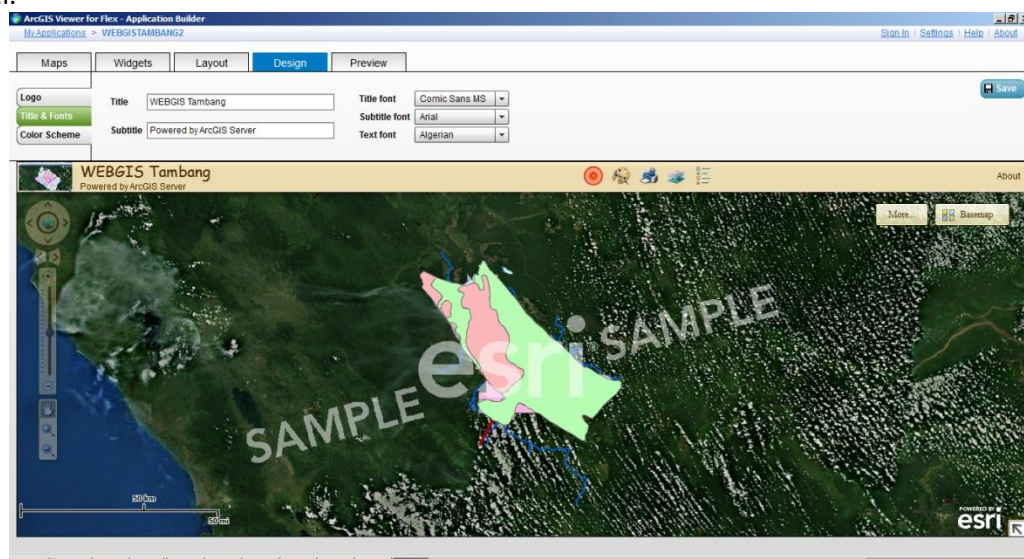 ArcGIS Viewer for Flex - Application Builder
My Applications > WEBGISTAMBANG2
Sign In | Settings | Help | About
Maps Widgets Layout Design Preview
Logo
Title & Fonts
Color Scheme
Title WEBGIS Tambang
Subtitle Powered by ArcGIS Server
Title font Comic Sans MS
Subtitle font Arial
Text font Algerian
Save
WEBGIS Tambang
Powered by ArcGIS Server
About
More... Basemap
SAMPLE esri SAMPLE
50 km
50 mi
POWERED BY
esri